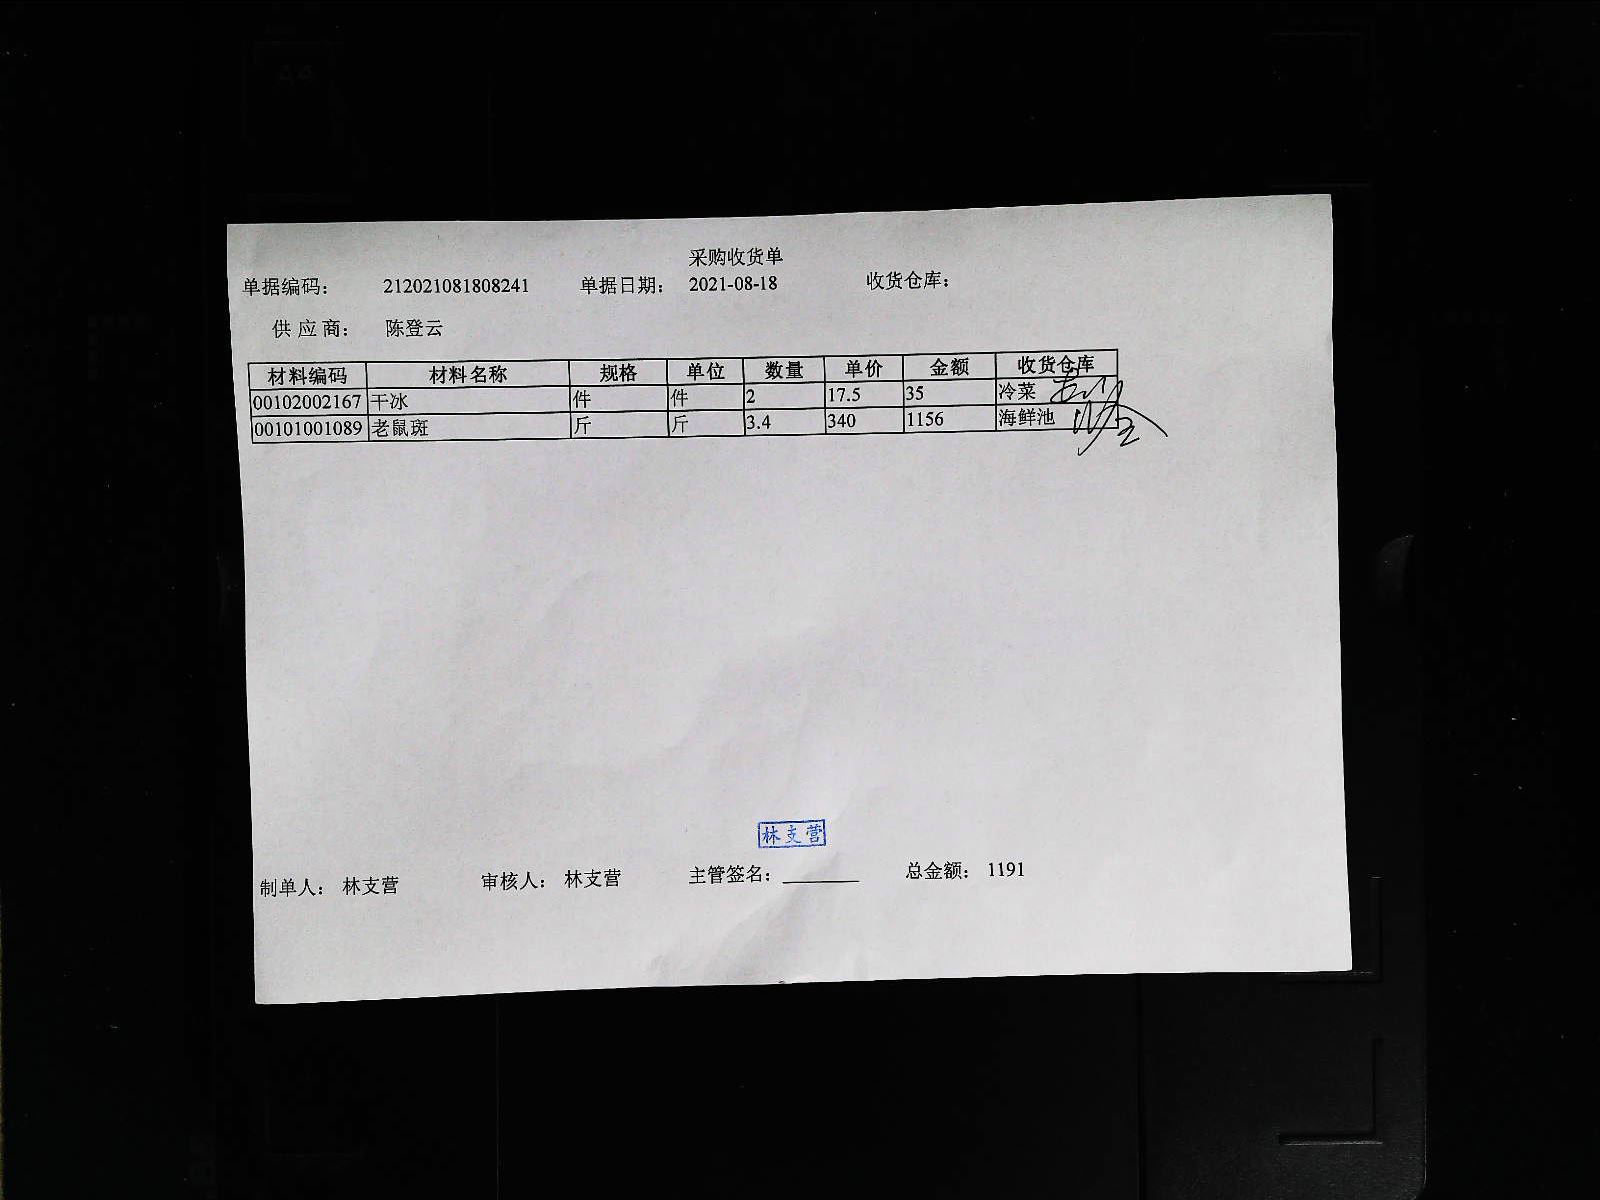 采购收货单
单据编码： 212021081808241 单据日期： 2021-08-18 收货仓库：
供 应 商： 陈登云
材料编码 材料名称 规格 单位 数量 单价 金额 收货仓库
00102002167 干冰 件 件 2 17.5 35 冷菜
00101001089 老鼠斑 斤 斤 3.4 340 1156 海鲜池
林支营
制单人： 林支营 审核人： 林支营 主管签名： 总金额： 1191